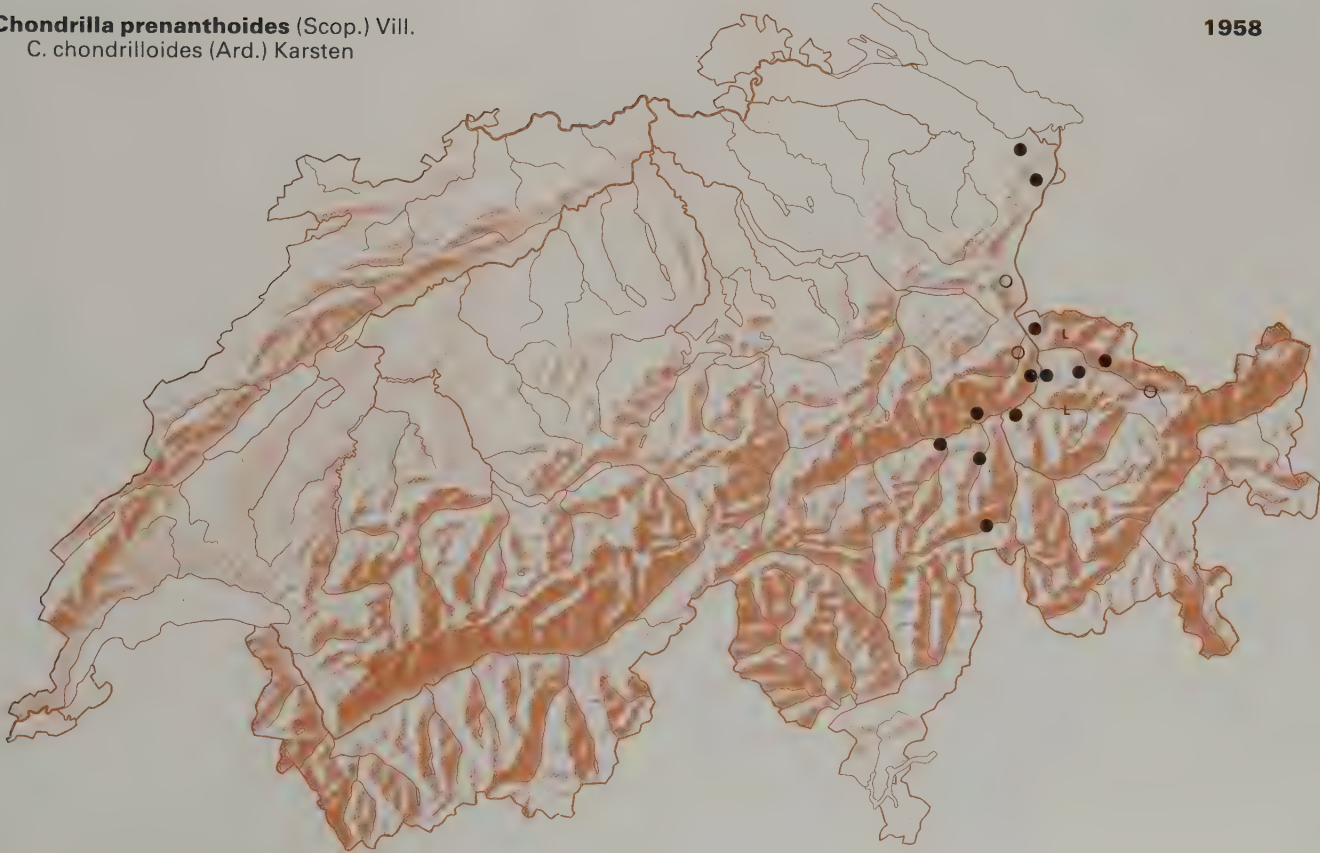 Chondrilla prenanthoides (Scop.) Vill.
C. chondrilloides (Ard.) Karsten
1958
L
L